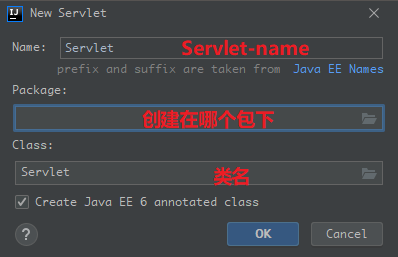 IJ New Servlet
Name: Servlet Servlet-name
prefix and suffix are taken from Java EE Names
Package:
创建在哪个包下
Class:
Servlet 类名
Create Java EE 6 annotated class
? OK Cancel